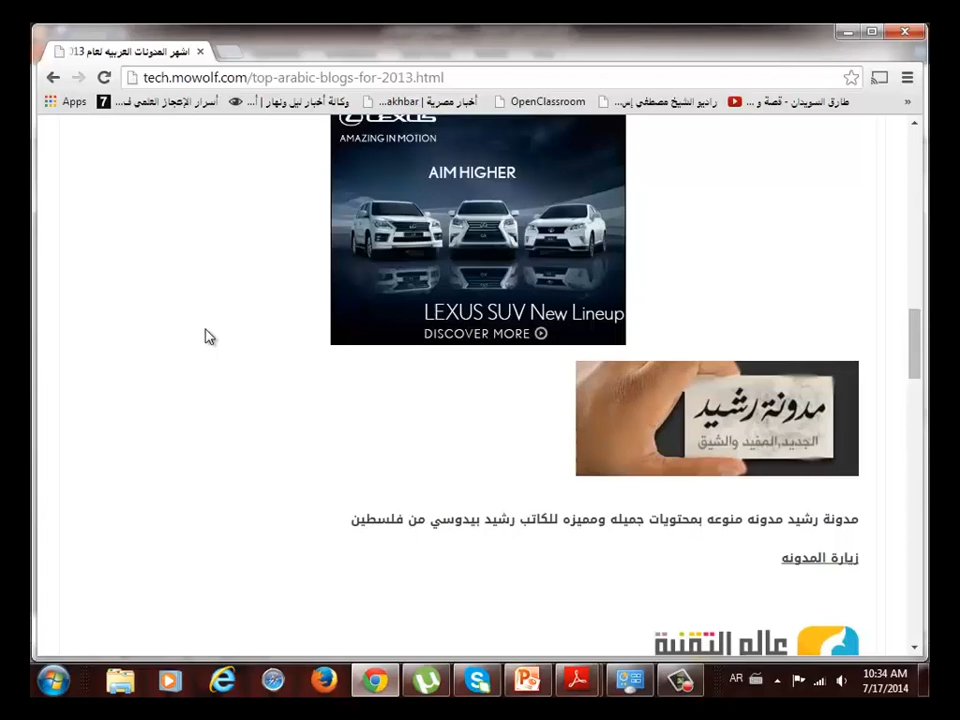 اشهر المدونات العربيه لعام 013
tech.mowolf.com/top-arabic-blogs-for-2013.html
Apps
أسرار الإعجاز العلمى ف...
وكالة أخبار ليل ونهار | أ...
أخبار مصرية | akhbar...
OpenClassroom
راديو الشيخ مصطفى إس...
طارق السويدان - قصة و ...
»
LEXUS
AMAZING IN MOTION
AIM HIGHER
LEXUS SUV New Lineup
DISCOVER MORE
مدونة رشيد
الجديد,المفيد والشيق
مدونة رشيد مدونه منوعه بمحتويات جميله ومميزه للكاتب رشيد بيدوسي من فلسطين
زيارة المدونه
عالم التقنية
AR
10:34 AM
7/17/2014